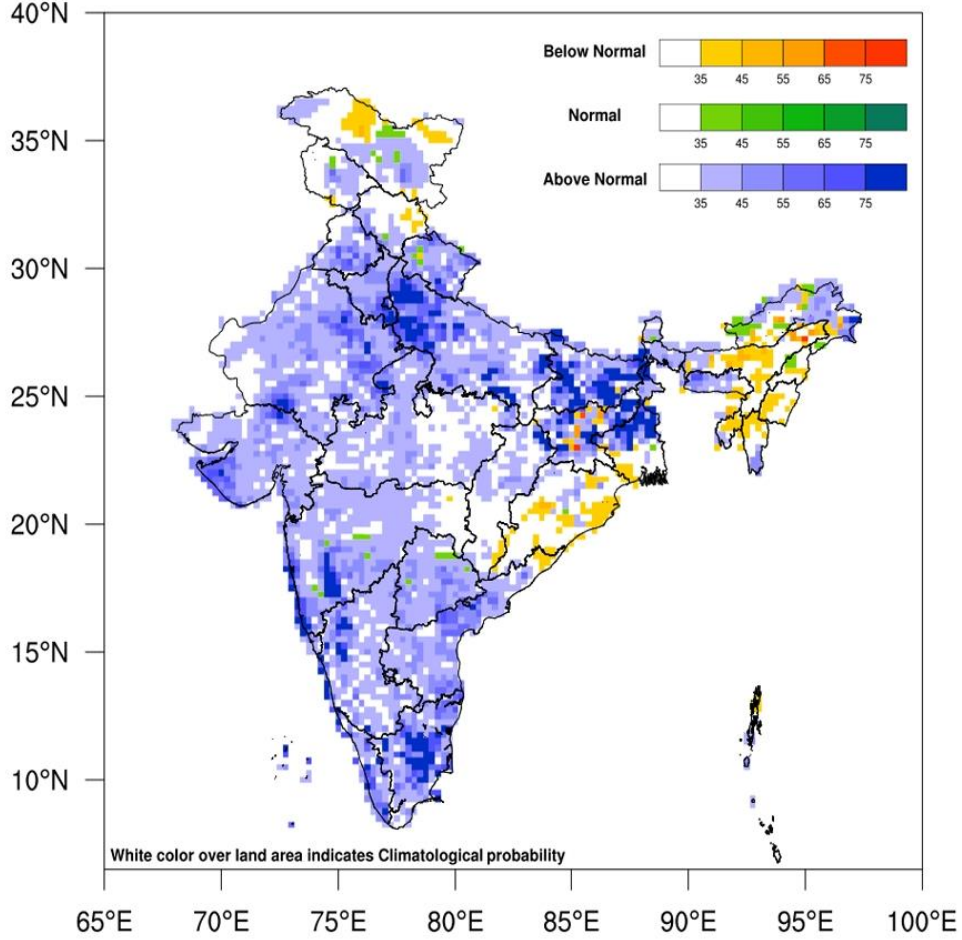 40°N
Below Normal
35 45 55 65 75
35°N
Normal
35 45 55 65 75
Above Normal
35 45 55 65 75
30°N
25°N
20°N
15°N
10°N
White color over land area indicates Climatological probability
65°E 70°E 75°E 80°E 85°E 90°E 95°E 100°E